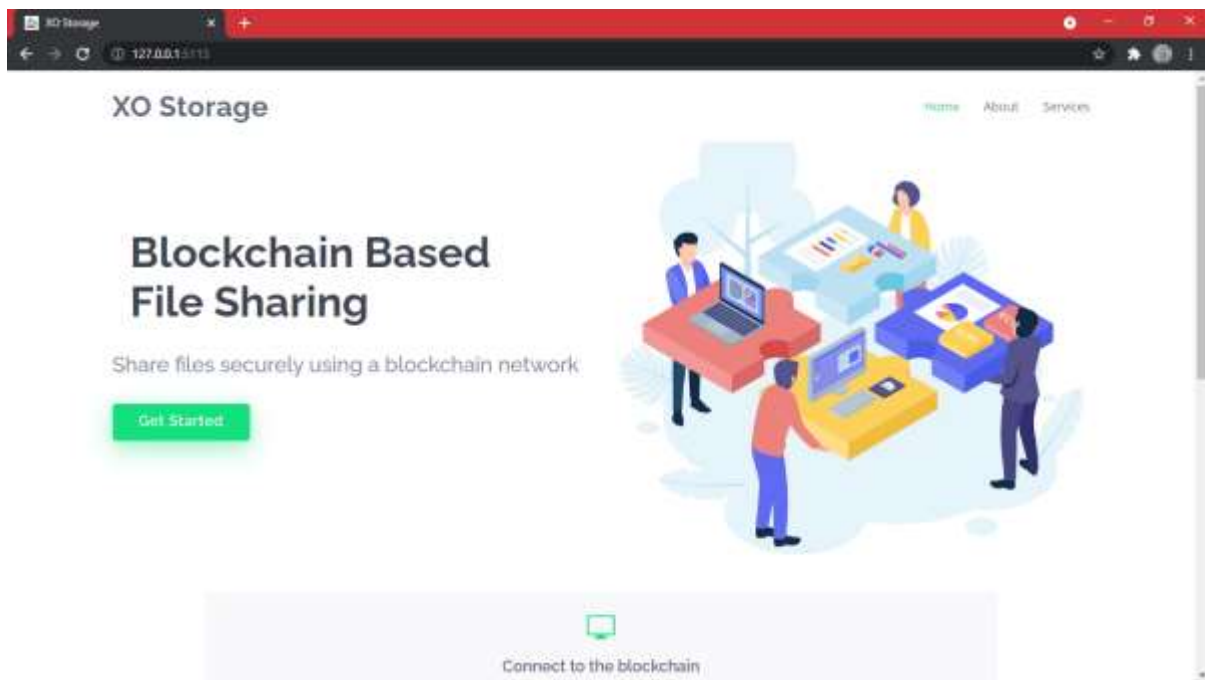 XO Storage
127.0.0.1:5113
XO Storage
Home About Services
Blockchain Based
File Sharing
Share files securely using a blockchain network
Get Started
Connect to the blockchain